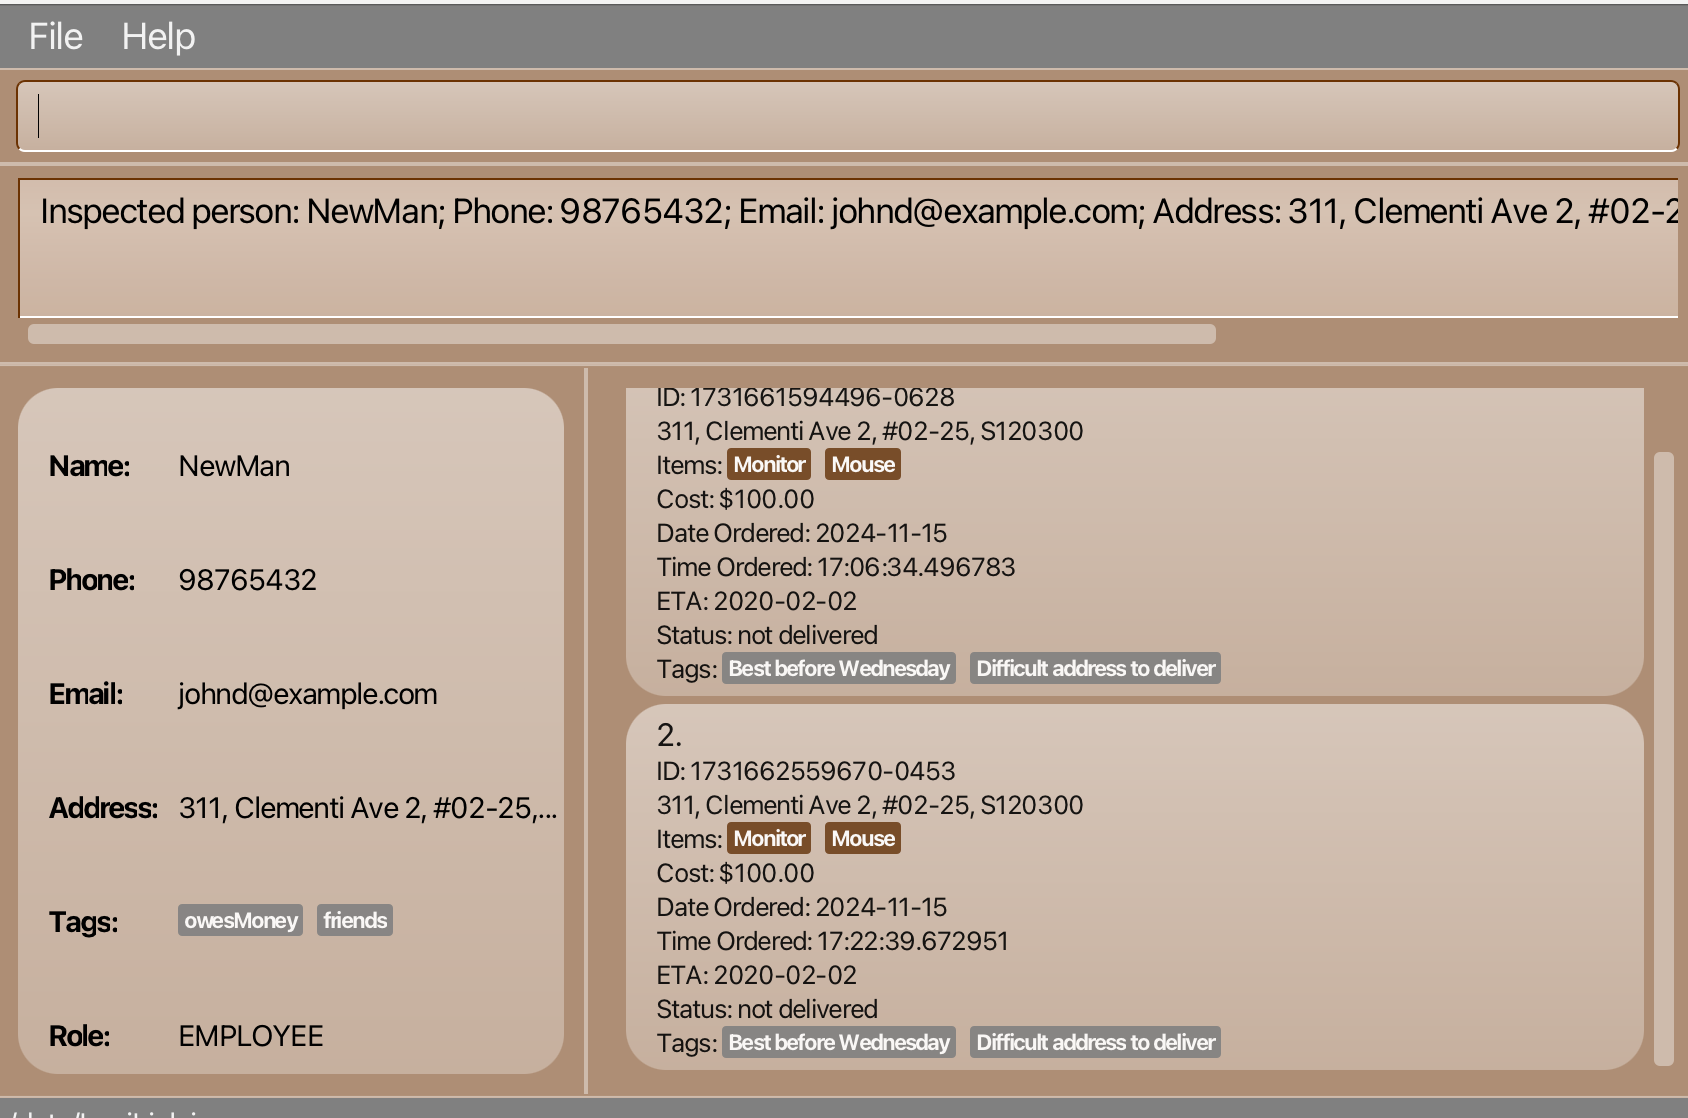 File Help
Inspected person: NewMan; Phone: 98765432; Email: johnd@example.com; Address: 311, Clementi Ave 2, #02-2
Name: NewMan
Phone: 98765432
Email: johnd@example.com
Address: 311, Clementi Ave 2, #02-25,...
Tags: owesMoney friends
Role: EMPLOYEE
ID: 1731661594496-0628
311, Clementi Ave 2, #02-25, S120300
Items: Monitor Mouse
Cost: $100.00
Date Ordered: 2024-11-15
Time Ordered: 17:06:34.496783
ETA: 2020-02-02
Status: not delivered
Tags: Best before Wednesday Difficult address to deliver
2.
ID: 1731662559670-0453
311, Clementi Ave 2, #02-25, S120300
Items: Monitor Mouse
Cost: $100.00
Date Ordered: 2024-11-15
Time Ordered: 17:22:39.672951
ETA: 2020-02-02
Status: not delivered
Tags: Best before Wednesday Difficult address to deliver